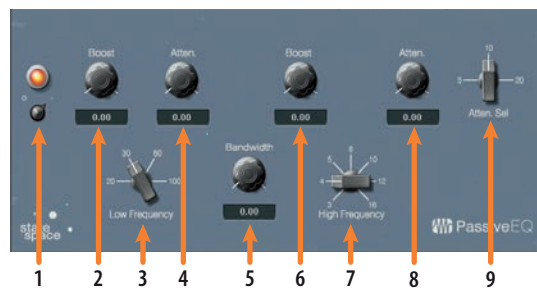 Boost
Atten.
Boost
Atten.
10
5
20
Atten. Sel
0.00
0.00
0.00
0.00
30
60
20
100
Low Frequency
Bandwidth
0.00
8
5
10
4
12
3
16
High Frequency
state
space
PassiveEQ
1
2
3
4
5
6
7
8
9